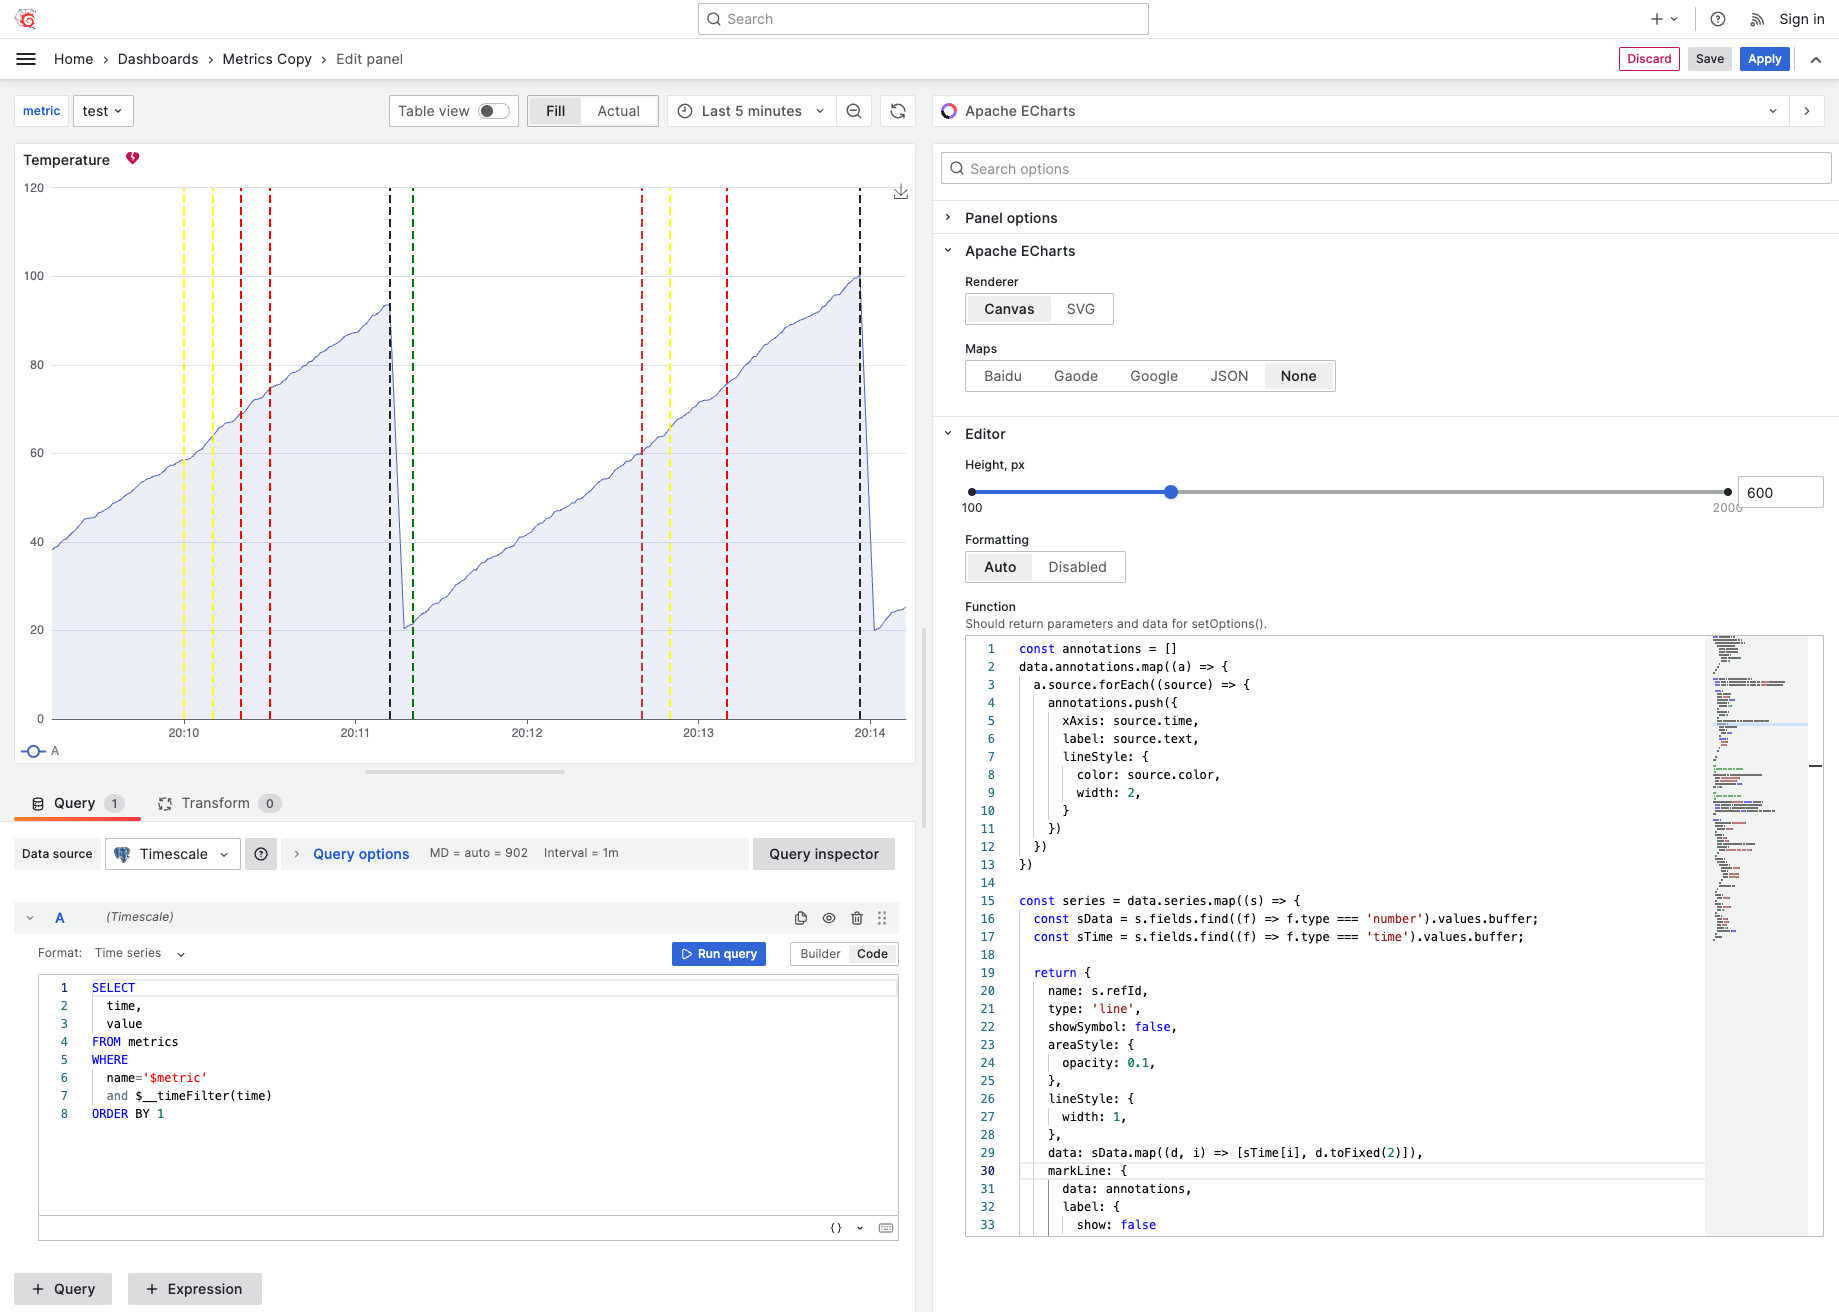 Search
Sign in
Home › Dashboards › Metrics Copy › Edit panel
Discard
Save
Apply
metric
test
Table view
Fill
Actual
Last 5 minutes
Apache ECharts
Temperature
120
100
80
60
40
20
0
20:10
20:11
20:12
20:13
20:14
A
Search options
Panel options
Apache ECharts
Renderer
Canvas
SVG
Maps
Baidu
Gaode
Google
JSON
None
Editor
Height, px
600
100
2000
Formatting
Auto
Disabled
Function
Should return parameters and data for setOptions().
1 const annotations = []
2 data.annotations.map((a) => {
3 a.source.forEach((source) => {
4 annotations.push({
5 xAxis: source.time,
6 label: source.text,
7 lineStyle: {
8 color: source.color,
9 width: 2,
10 }
11 })
12 })
13 })
14
15 const series = data.series.map((s) => {
16 const sData = s.fields.find((f) => f.type === 'number').values.buffer;
17 const sTime = s.fields.find((f) => f.type === 'time').values.buffer;
18
19 return {
20 name: s.refId,
21 type: 'line',
22 showSymbol: false,
23 areaStyle: {
24 opacity: 0.1,
25 },
26 lineStyle: {
27 width: 1,
28 },
29 data: sData.map((d, i) => [sTime[i], d.toFixed(2)]),
30 markLine: {
31 data: annotations,
32 label: {
33 show: false
Query 1
Transform 0
Data source
Timescale
Query options
MD = auto = 902
Interval = 1m
Query inspector
A
(Timescale)
Format:
Time series
Run query
Builder
Code
1 SELECT
2 time,
3 value
4 FROM metrics
5 WHERE
6 name='$metric'
7 and $__timeFilter(time)
8 ORDER BY 1
{}
+ Query
+ Expression